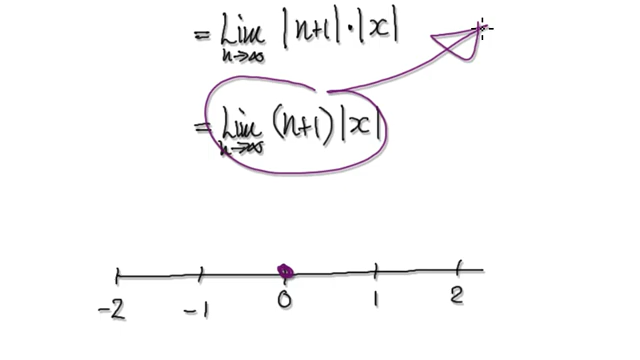 = Lim n→∞ |n+1|·|x|
= Lim n→∞ (n+1)|x|
-2 -1 0 1 2